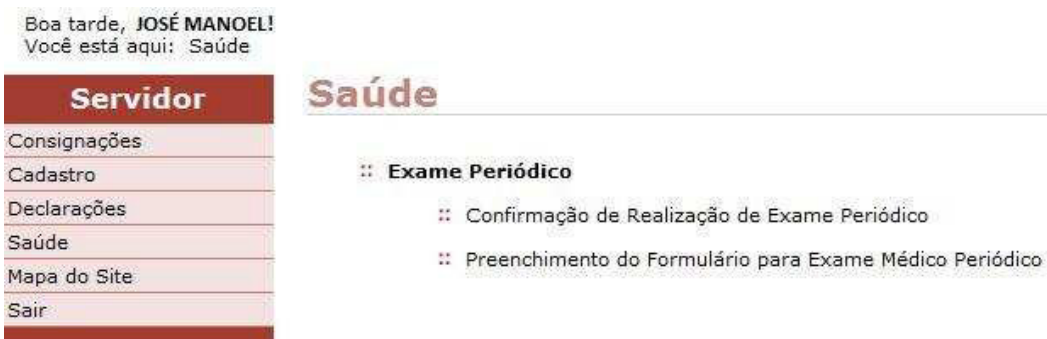 Boa tarde, JOSÉ MANOEL!
Você está aqui: Saúde
Servidor
Consignações
Cadastro
Declarações
Saúde
Mapa do Site
Sair
Saúde
:: Exame Periódico
:: Confirmação de Realização de Exame Periódico
:: Preenchimento do Formulário para Exame Médico Periódico